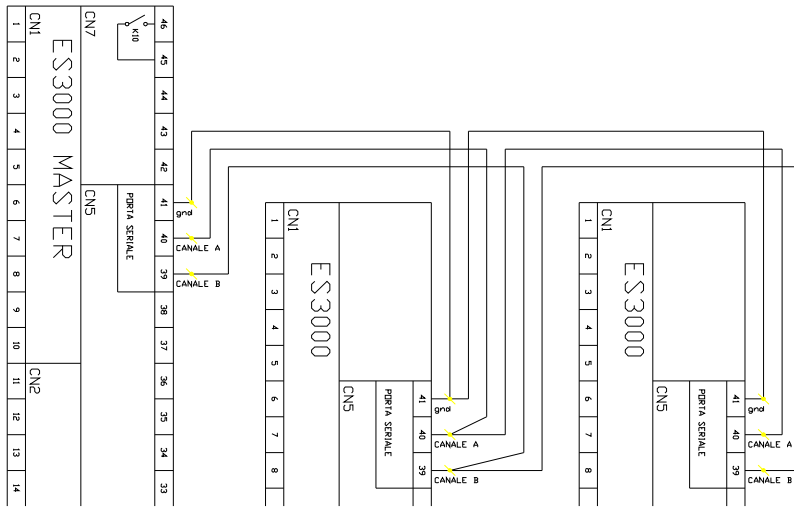 1
2
3
4
5
6
7
8
9
10
11
12
13
14
CN1
CN2
ES3000 MASTER
CN7
K10
CN5
PORTA SERIALE
46
45
44
43
42
41
40
39
38
37
36
35
34
33
gnd
CANALE A
CANALE B
1
2
3
4
5
6
7
8
CN1
ES3000
CN5
PORTA SERIALE
41
40
39
gnd
CANALE A
CANALE B
1
2
3
4
5
6
7
8
CN1
ES3000
CN5
PORTA SERIALE
41
40
39
gnd
CANALE A
CANALE B